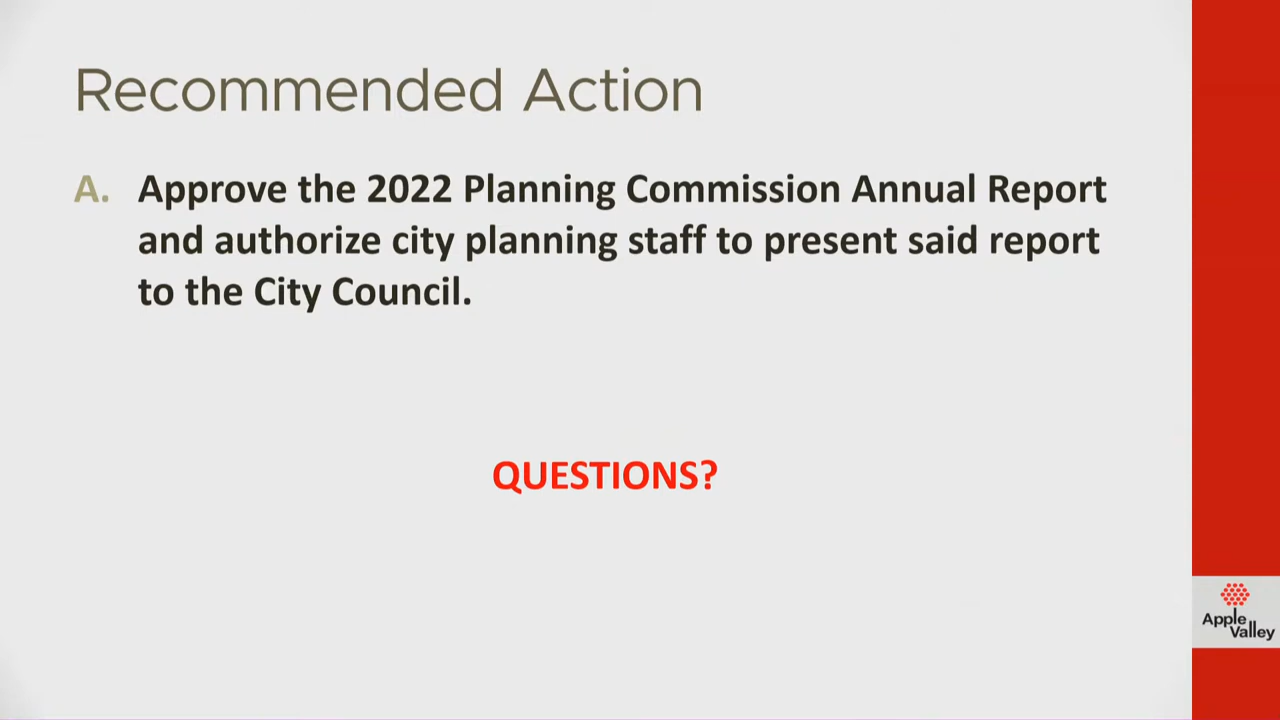 Recommended Action
A. Approve the 2022 Planning Commission Annual Report
and authorize city planning staff to present said report
to the City Council.
QUESTIONS?
Apple
Valley